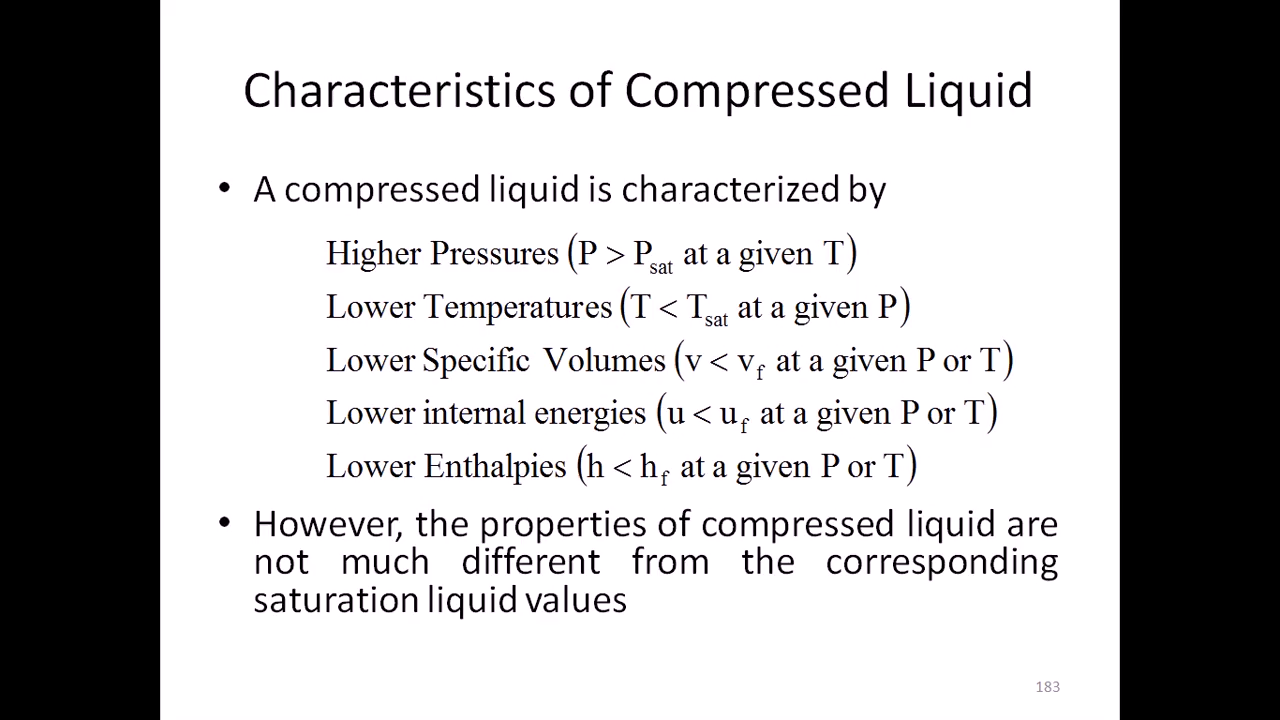 Characteristics of Compressed Liquid
• A compressed liquid is characterized by
Higher Pressures (P > Psat at a given T)
Lower Temperatures (T < Tsat at a given P)
Lower Specific Volumes (v < vf at a given P or T)
Lower internal energies (u < uf at a given P or T)
Lower Enthalpies (h < hf at a given P or T)
• However, the properties of compressed liquid are
not much different from the corresponding
saturation liquid values
183